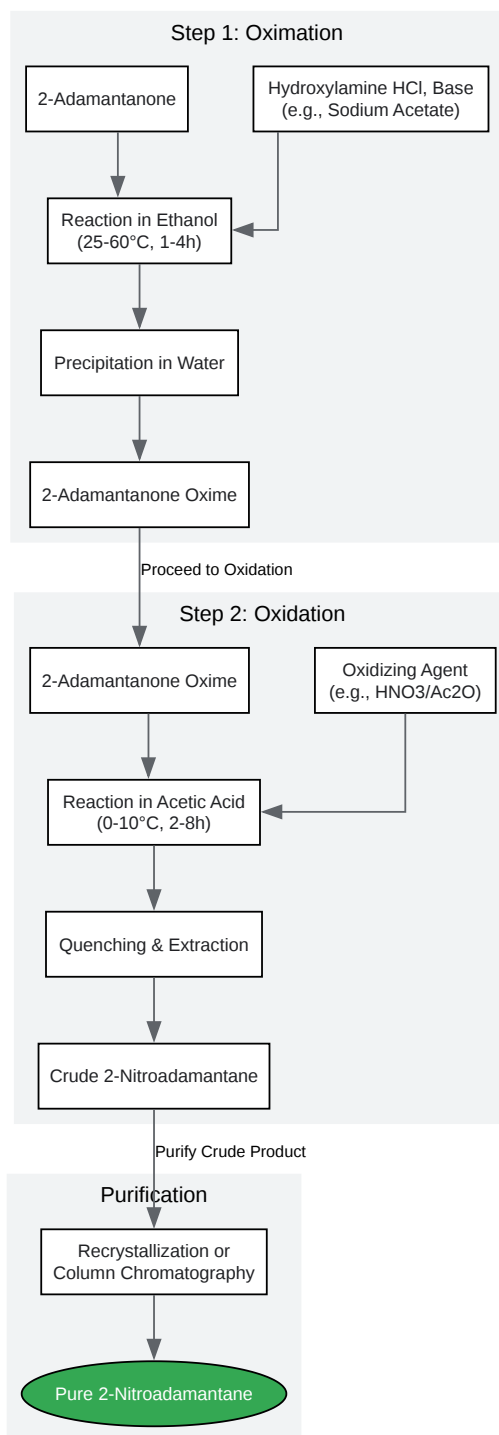 Step 1: Oximation
2-Adamantanone
Hydroxylamine HCl, Base
(e.g., Sodium Acetate)
Reaction in Ethanol
(25-60°C, 1-4h)
Precipitation in Water
2-Adamantanone Oxime
Proceed to Oxidation
Step 2: Oxidation
2-Adamantanone Oxime
Oxidizing Agent
(e.g., HNO3/Ac2O)
Reaction in Acetic Acid
(0-10°C, 2-8h)
Quenching & Extraction
Crude 2-Nitroadamantane
Purify Crude Product
Purification
Recrystallization or
Column Chromatography
Pure 2-Nitroadamantane